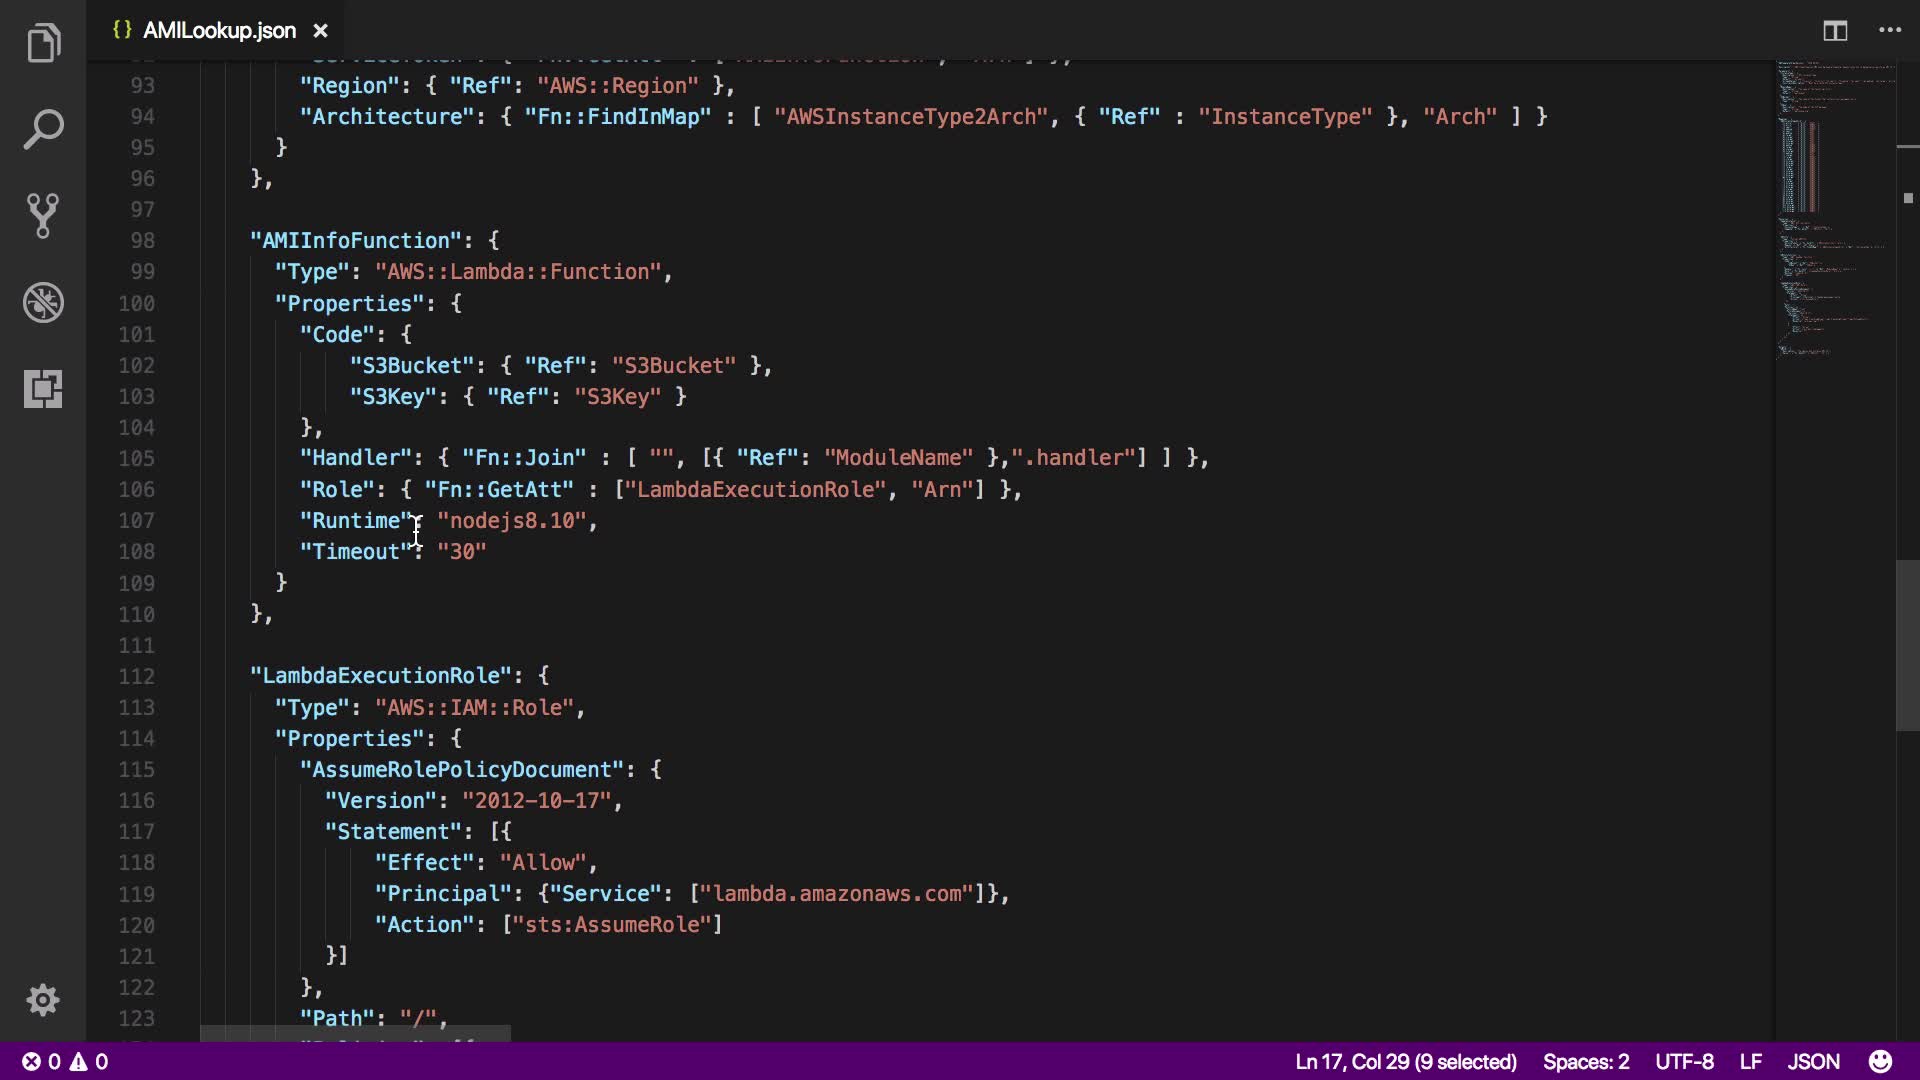 {} AMILookup.json ×
93 "Region": { "Ref": "AWS::Region" },
94 "Architecture": { "Fn::FindInMap" : [ "AWSInstanceType2Arch", { "Ref" : "InstanceType" }, "Arch" ] }
95 }
96 },
97
98 "AMIInfoFunction": {
99 "Type": "AWS::Lambda::Function",
100 "Properties": {
101 "Code": {
102 "S3Bucket": { "Ref": "S3Bucket" },
103 "S3Key": { "Ref": "S3Key" }
104 },
105 "Handler": { "Fn::Join" : [ "", [{ "Ref": "ModuleName" },".handler"] ] },
106 "Role": { "Fn::GetAtt" : ["LambdaExecutionRole", "Arn"] },
107 "Runtime": "nodejs8.10",
108 "Timeout": "30"
109 }
110 },
111
112 "LambdaExecutionRole": {
113 "Type": "AWS::IAM::Role",
114 "Properties": {
115 "AssumeRolePolicyDocument": {
116 "Version": "2012-10-17",
117 "Statement": [{
118 "Effect": "Allow",
119 "Principal": {"Service": ["lambda.amazonaws.com"]},
120 "Action": ["sts:AssumeRole"]
121 }]
122 },
123 "Path": "/",
0 0 Ln 17, Col 29 (9 selected) Spaces: 2 UTF-8 LF JSON